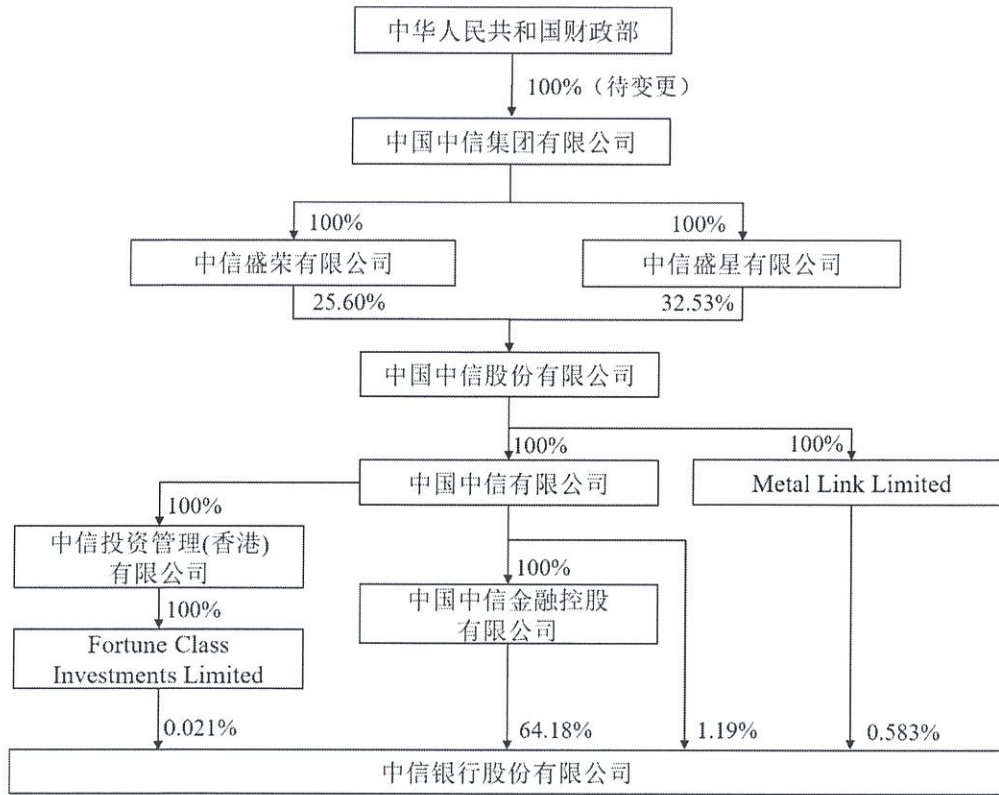 中华人民共和国财政部
100%（待变更）
中国中信集团有限公司
100%
100%
中信盛荣有限公司
中信盛星有限公司
25.60%
32.53%
中国中信股份有限公司
100%
100%
中国中信有限公司
Metal Link Limited
100%
中信投资管理(香港)
有限公司
100%
中国中信金融控股
有限公司
100%
Fortune Class
Investments Limited
0.021%
64.18%
1.19%
0.583%
中信银行股份有限公司